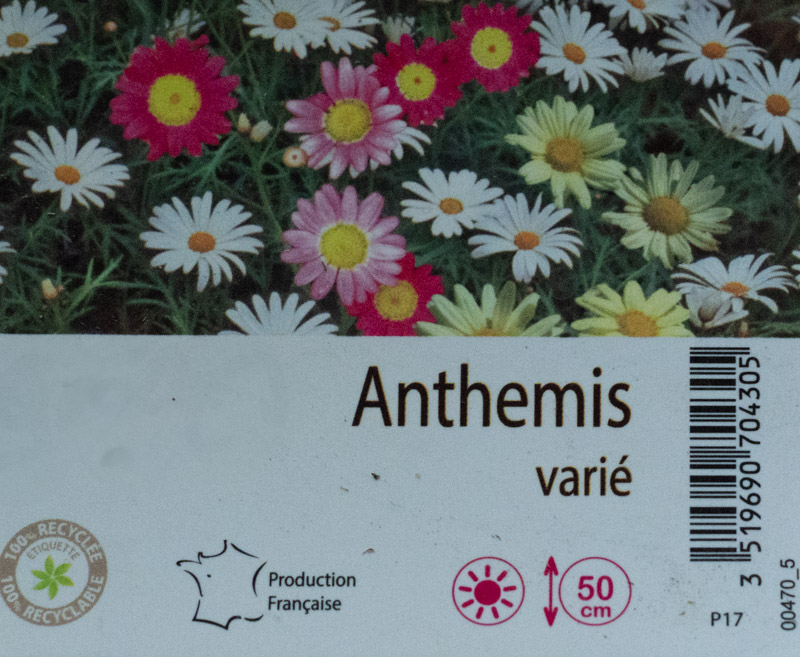 Anthemis
varié
100% RECYCLÉE
ÉTIQUETTE
100% RECYCLABLE
Production
Française
50
cm
P17
3 519690 704305
00470_5